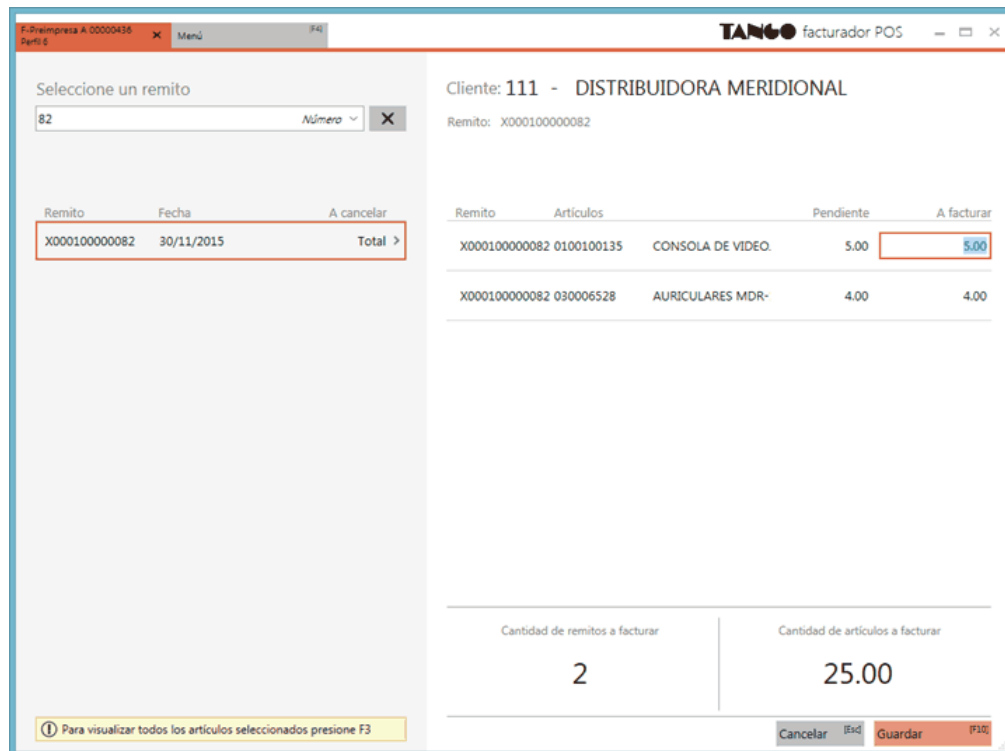 F-Preimpresa A 00000436
Perfil 6
Menú [F4]
TANGO facturador POS
Seleccione un remito
82 Número
Cliente: 111 - DISTRIBUIDORA MERIDIONAL
Remito: X000100000082
Remito Fecha A cancelar
X000100000082 30/11/2015 Total >
Remito Artículos Pendiente A facturar
X000100000082 0100100135 CONSOLA DE VIDEO. 5.00 5.00
X000100000082 030006528 AURICULARES MDR- 4.00 4.00
Cantidad de remitos a facturar
2
Cantidad de artículos a facturar
25.00
Para visualizar todos los artículos seleccionados presione F3
Cancelar [Esc] Guardar [F10]